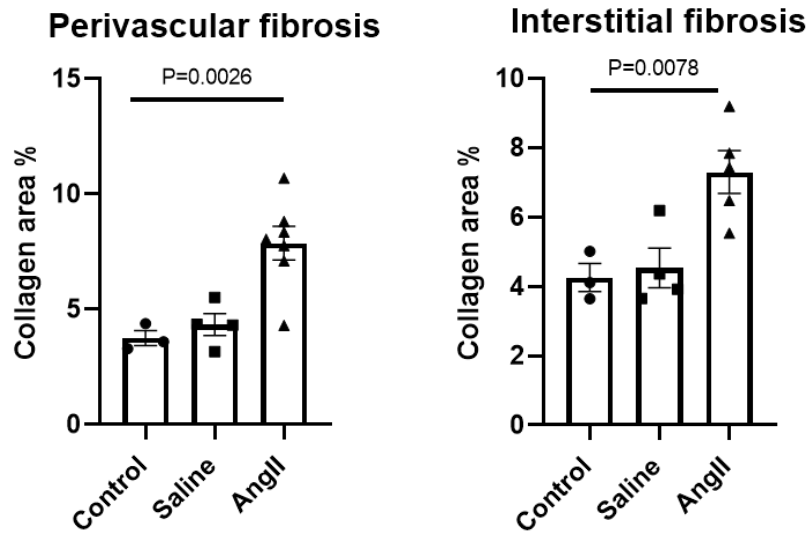 Perivascular fibrosis
P=0.0026
Collagen area %
15
10
5
0
Control
Saline
AngII
Interstitial fibrosis
P=0.0078
Collagen area %
10
8
6
4
2
0
Control
Saline
AngII